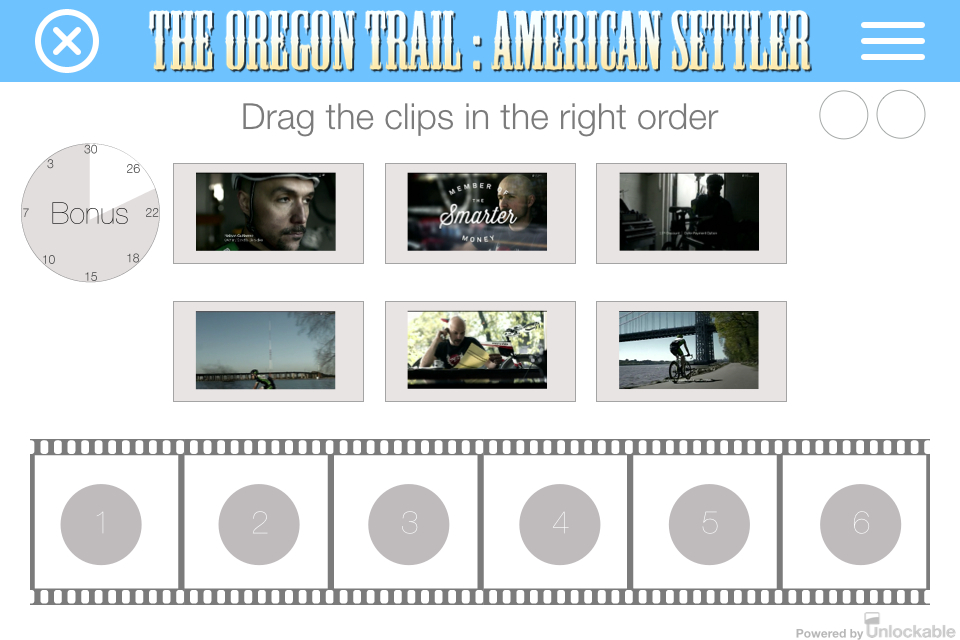 THE OREGON TRAIL : AMERICAN SETTLER
Drag the clips in the right order
30
3
26
7
Bonus
22
10
18
15
MEMBER
THE
Smarter
MONEY
1
2
3
4
5
6
Powered by Unlockable